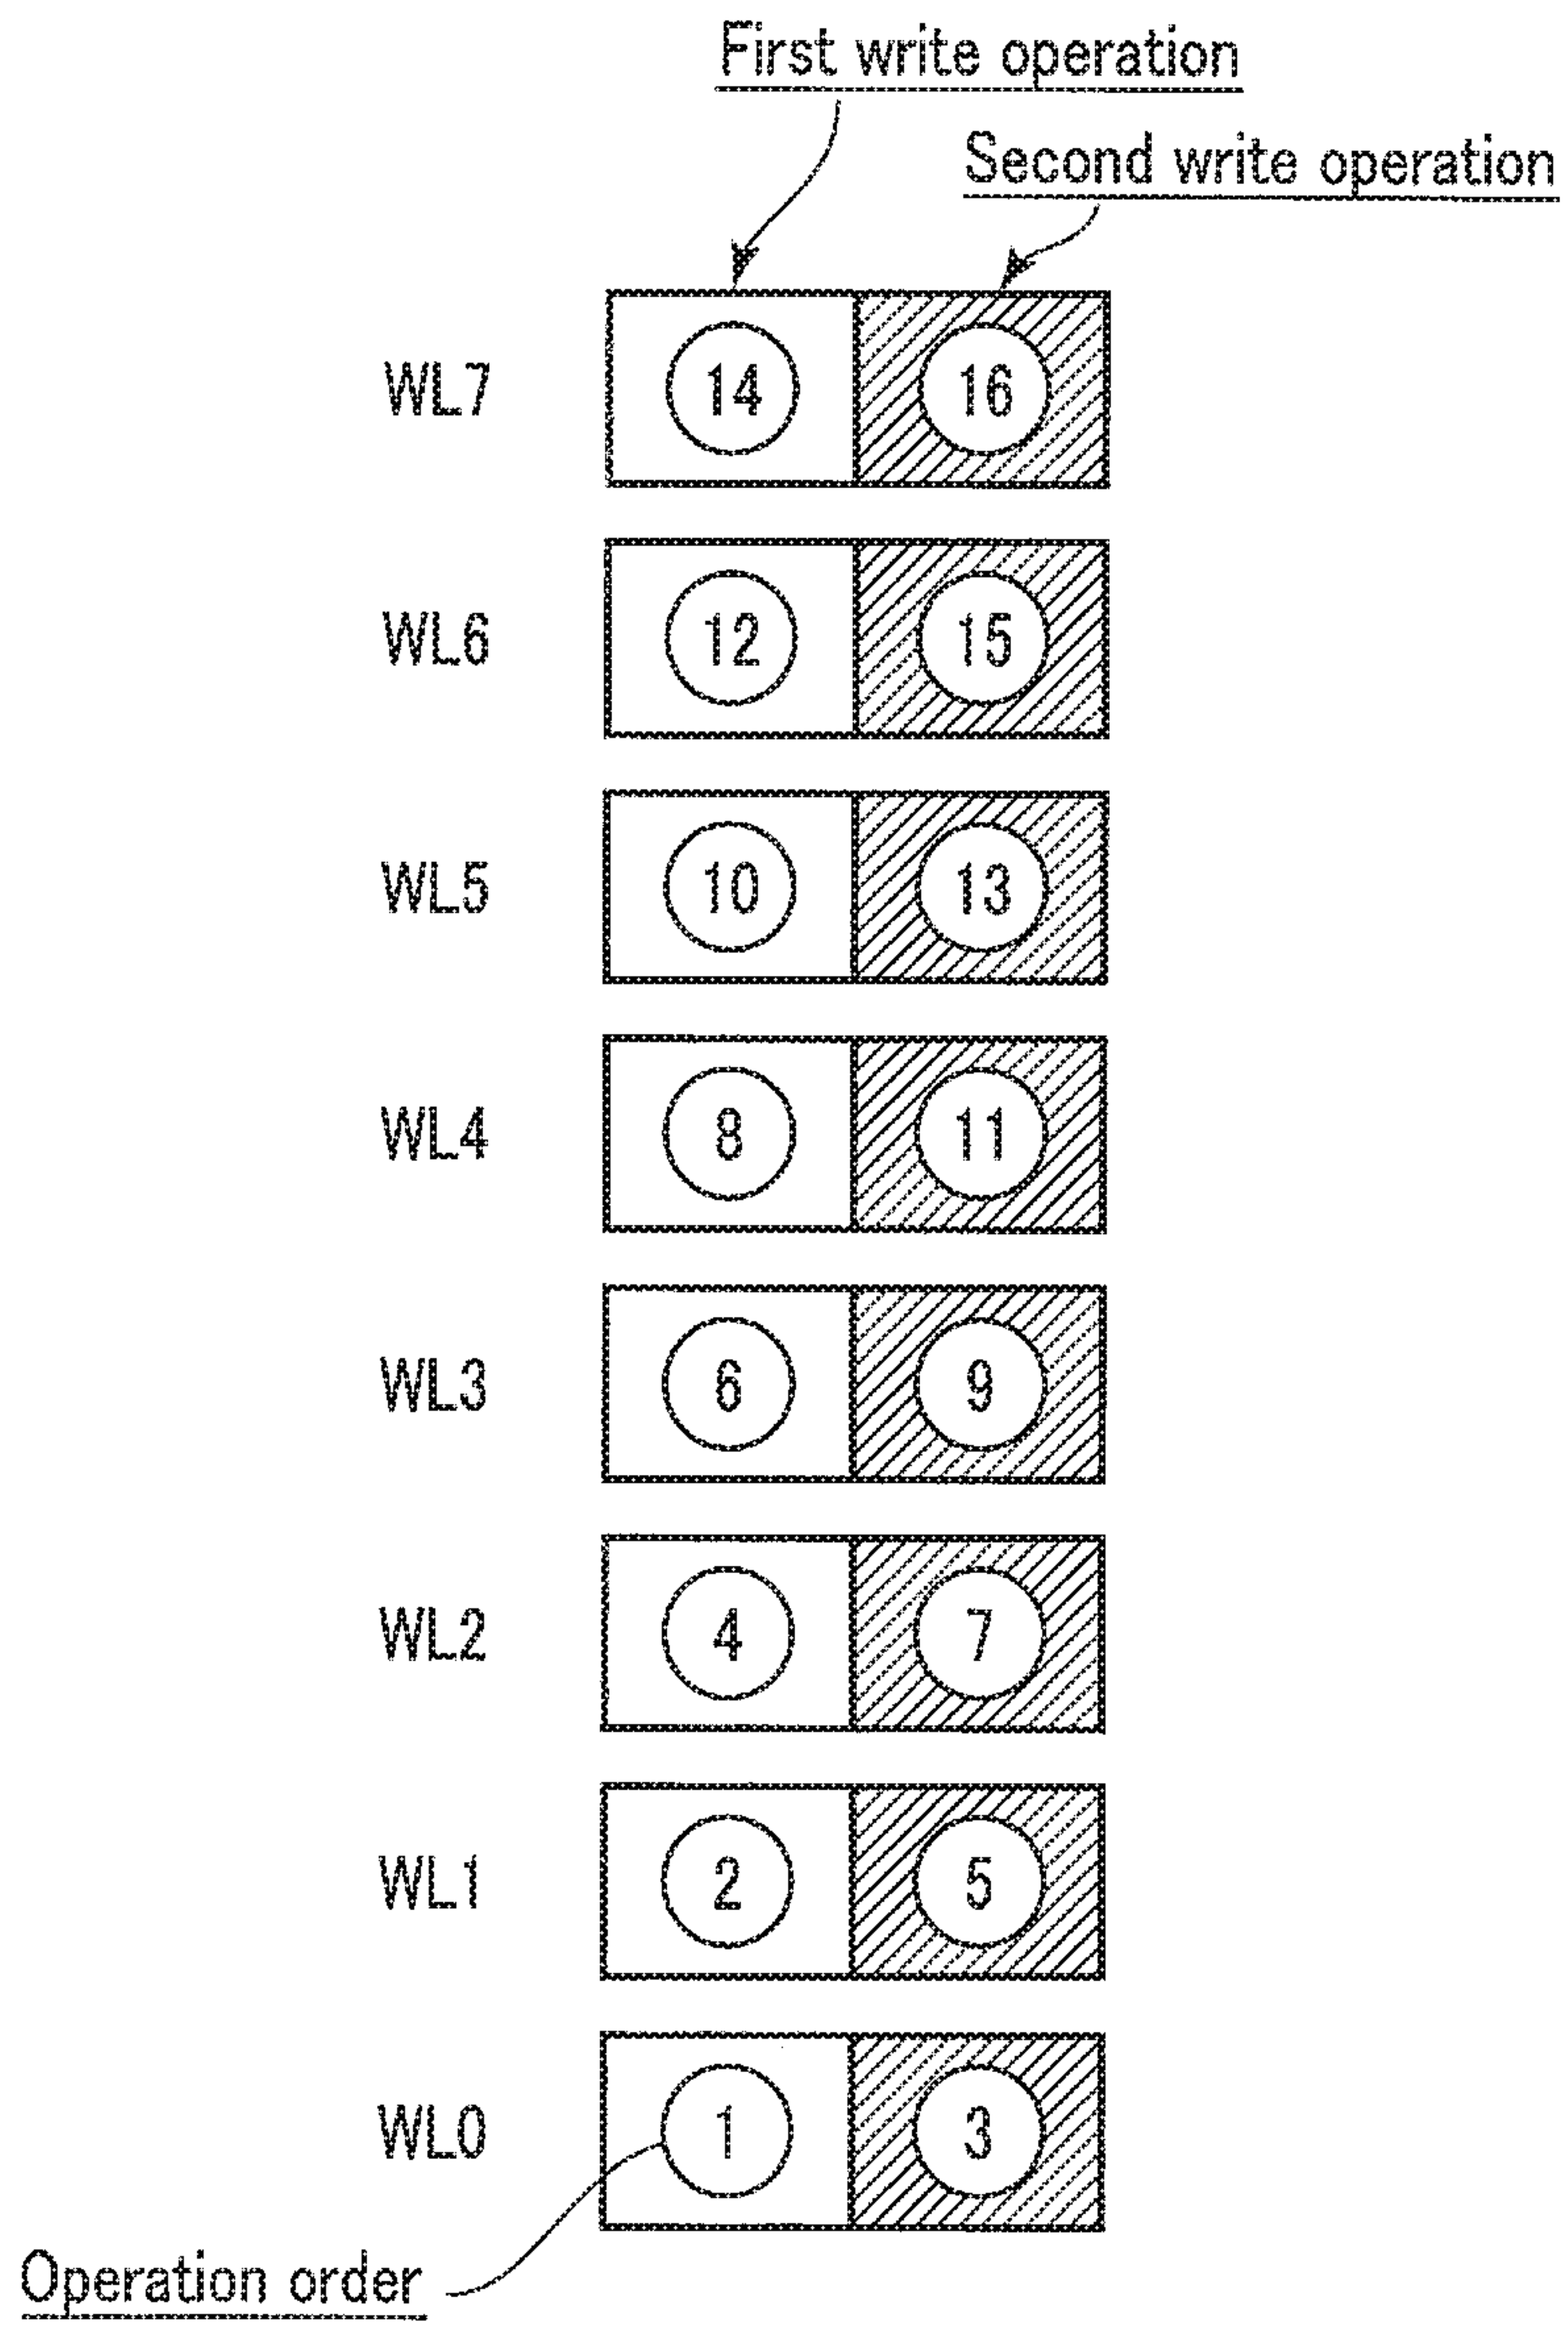 First write operation
Second write operation
WL7 14 16
WL6 12 15
WL5 10 13
WL4 8 11
WL3 6 9
WL2 4 7
WL1 2 5
WL0 1 3
Operation order